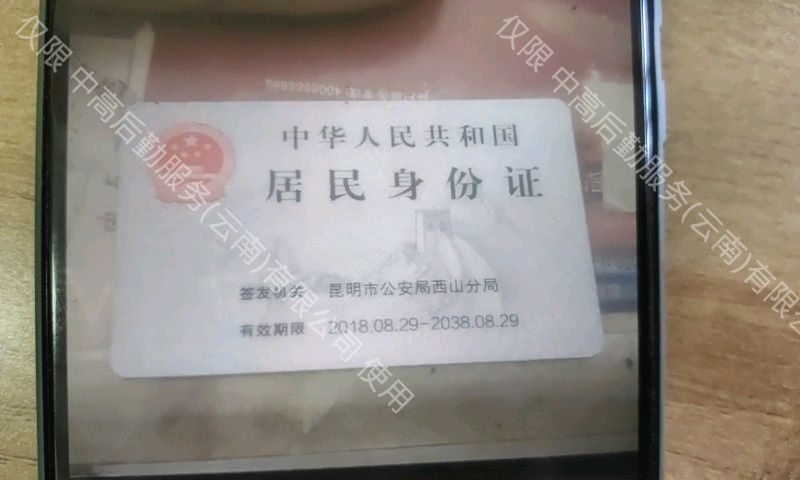 中华人民共和国
居民身份证
签发机关 昆明市公安局西山分局
有效期限 2018.08.29-2038.08.29
仅限 中高后勤服务(云南)有限公司 使用
仅限 中高后勤服务(云南)有限